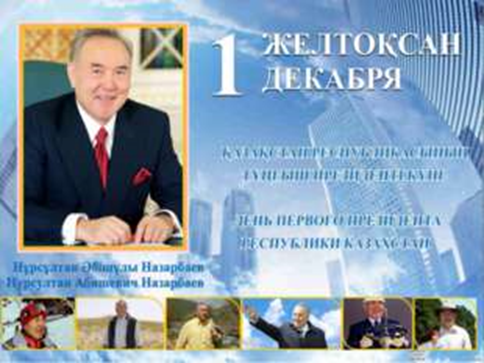 1 ЖЕЛТОҚСАН
ДЕКАБРЯ
ҚАЗАҚСТАН РЕСПУБЛИКАСЫНЫҢ
ТҰҢҒЫШ ПРЕЗИДЕНТІ КҮНІ
ДЕНЬ ПЕРВОГО ПРЕЗИДЕНТА
РЕСПУБЛИКИ КАЗАХСТАН
Нұрсұлтан Әбішұлы Назарбаев
Нурсултан Абишевич Назарбаев